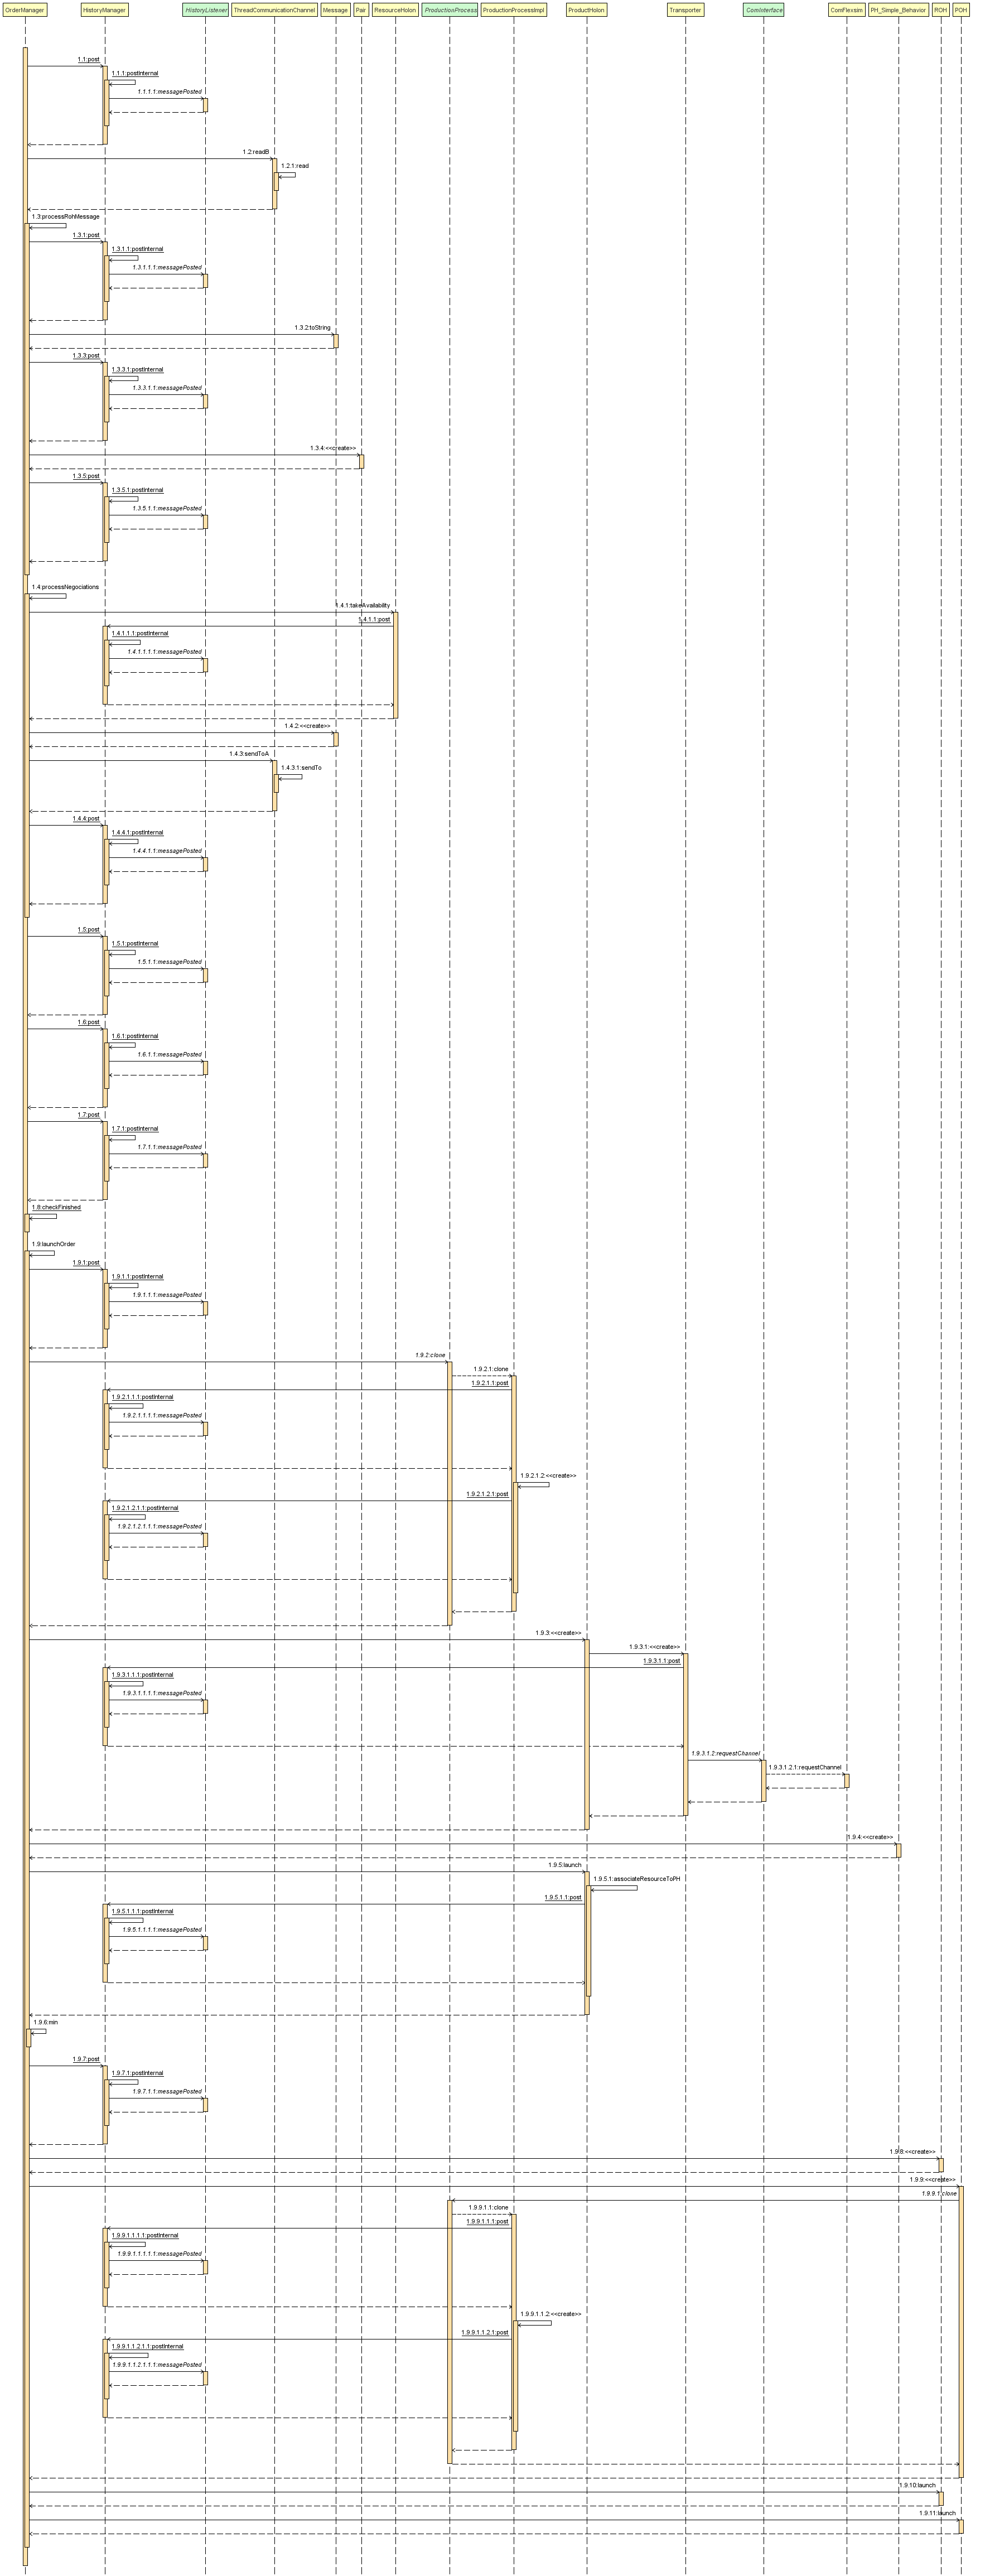 OrderManager
HistoryManager
HistoryListener
ThreadCommunicationChannel
Message
Pair
ResourceHolon
ProductionProcess
ProductionProcessImpl
ProductHolon
Transporter
ComInterface
ComFlexsim
PH_Simple_Behavior
ROH
POH
1.1:post
1.1.1:postInternal
1.1.1.1:messagePosted
1.2:readB
1.2.1:read
1.3:processRohMessage
1.3.1:post
1.3.1.1:postInternal
1.3.1.1.1:messagePosted
1.3.2:toString
1.3.3:post
1.3.3.1:postInternal
1.3.3.1.1:messagePosted
1.3.4:<<create>>
1.3.5:post
1.3.5.1:postInternal
1.3.5.1.1:messagePosted
1.4:processNegociations
1.4.1:takeAvailability
1.4.1.1:post
1.4.1.1.1:postInternal
1.4.1.1.1.1:messagePosted
1.4.2:<<create>>
1.4.3:sendToA
1.4.3.1:sendTo
1.4.4:post
1.4.4.1:postInternal
1.4.4.1.1:messagePosted
1.5:post
1.5.1:postInternal
1.5.1.1:messagePosted
1.6:post
1.6.1:postInternal
1.6.1.1:messagePosted
1.7:post
1.7.1:postInternal
1.7.1.1:messagePosted
1.8:checkFinished
1.9:launchOrder
1.9.1:post
1.9.1.1:postInternal
1.9.1.1.1:messagePosted
1.9.2:clone
1.9.2.1:clone
1.9.2.1.1:post
1.9.2.1.1.1:postInternal
1.9.2.1.1.1.1:messagePosted
1.9.2.1.2:<<create>>
1.9.2.1.2.1:post
1.9.2.1.2.1.1:postInternal
1.9.2.1.2.1.1.1:messagePosted
1.9.3:<<create>>
1.9.3.1:<<create>>
1.9.3.1.1:post
1.9.3.1.1.1:postInternal
1.9.3.1.1.1.1:messagePosted
1.9.3.1.2:requestChannel
1.9.3.1.2.1:requestChannel
1.9.4:<<create>>
1.9.5:launch
1.9.5.1:associateResourceToPH
1.9.5.1.1:post
1.9.5.1.1.1:postInternal
1.9.5.1.1.1.1:messagePosted
1.9.6:min
1.9.7:post
1.9.7.1:postInternal
1.9.7.1.1:messagePosted
1.9.8:<<create>>
1.9.9:<<create>>
1.9.9.1:clone
1.9.9.1.1:clone
1.9.9.1.1.1:post
1.9.9.1.1.1.1:postInternal
1.9.9.1.1.1.1.1:messagePosted
1.9.9.1.1.2:<<create>>
1.9.9.1.1.2.1:post
1.9.9.1.1.2.1.1:postInternal
1.9.9.1.1.2.1.1.1:messagePosted
1.9.10:launch
1.9.11:launch